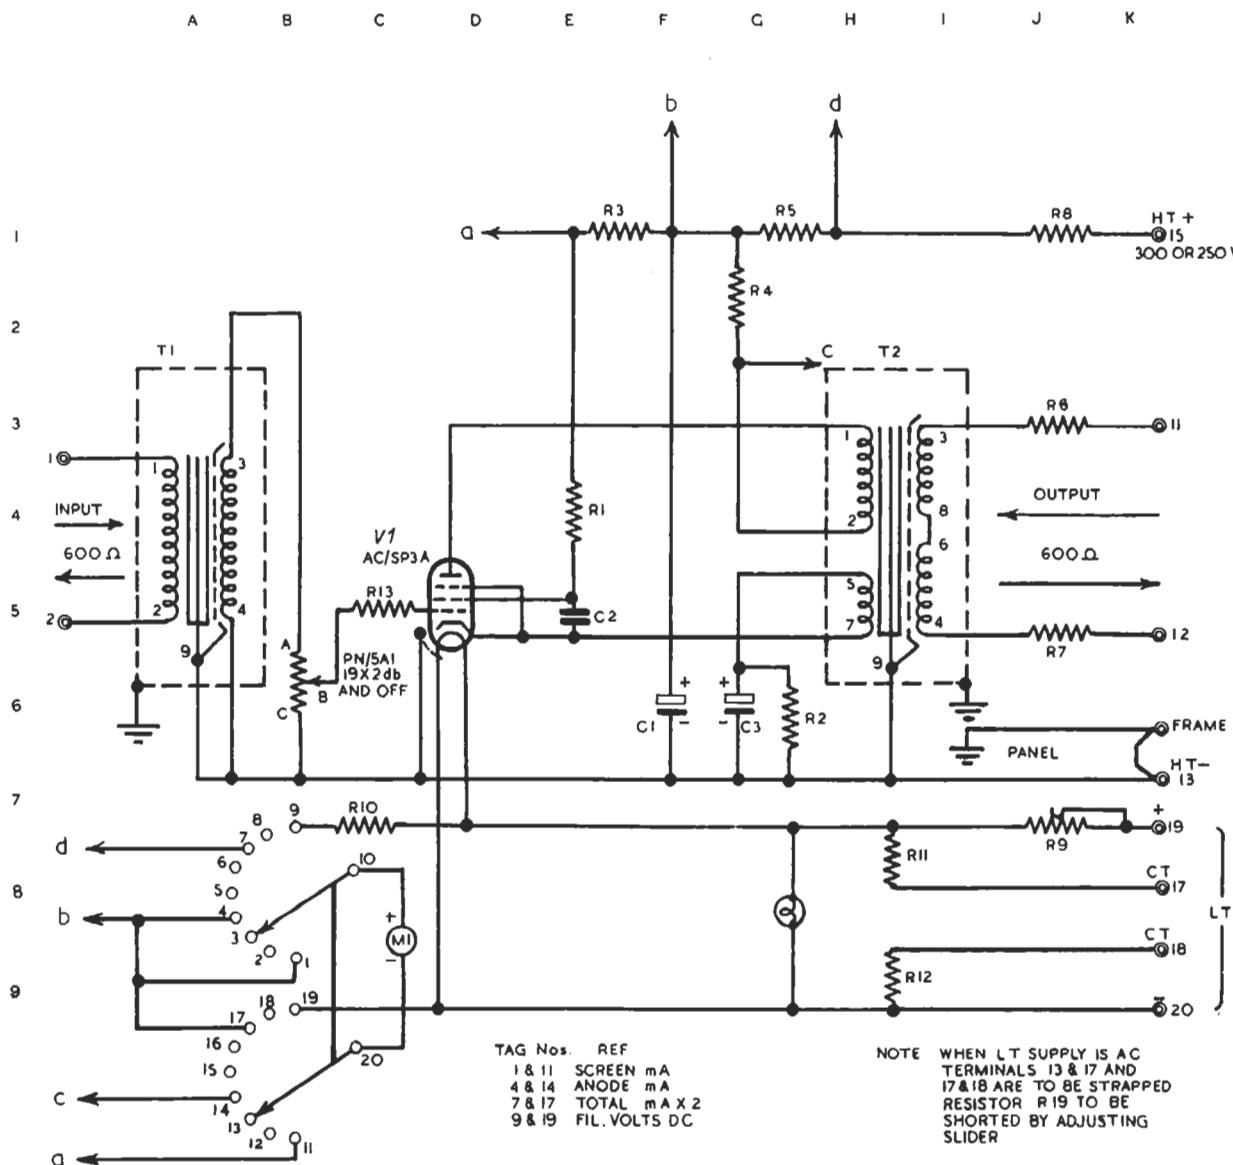 A B C D E F G H I J K
b d
R3 R5 R8 HT+
1 a 15
300 OR 250 V
R4
2
T1 C T2
3 R6
1 3 11
1 1 3
INPUT OUTPUT
4 R1 2 8
V1 6
600Ω AC/SP3A 600Ω
R13 5
5 2 4 C2 7 4
2 12
9 A R7
PN/5A1 9
19X2db
B AND OFF + +
6 C R2
C1 - - C3 FRAME
PANEL
HT-
13
7 9 R10 +
8 19
d 7 R9
6 10 R11
CT
8 5 17
b 4 + LT
3 M1 CT
2 1 - 18
R12
9 18 19 -
17 20
16 20
15
c 14
13
12 11
a
TAG Nos. REF
1 & 11 SCREEN mA
4 & 14 ANODE mA
7 & 17 TOTAL mA X 2
9 & 19 FIL. VOLTS DC
NOTE WHEN LT SUPPLY IS AC
TERMINALS 13 & 17 AND
17 & 18 ARE TO BE STRAPPED
RESISTOR R19 TO BE
SHORTED BY ADJUSTING
SLIDER